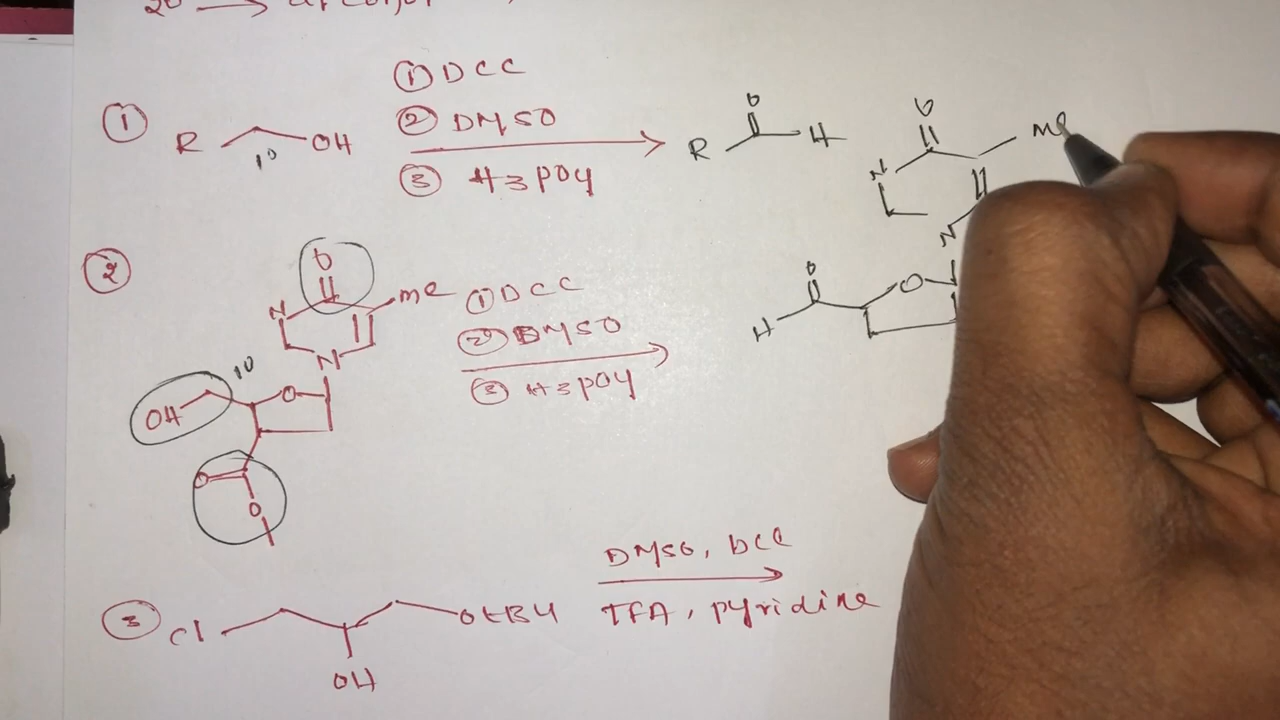 2° → 
① DCC
② DMSO
③ H3PO4
① R OH
1°
R O H
② O
N me
N
① DCC
② DMSO
③ H3PO4
OH 1° O
O
O
O
N Me
N
O
H O
③ Cl OH OtBu
DMSO, DCC
TFA, pyridine